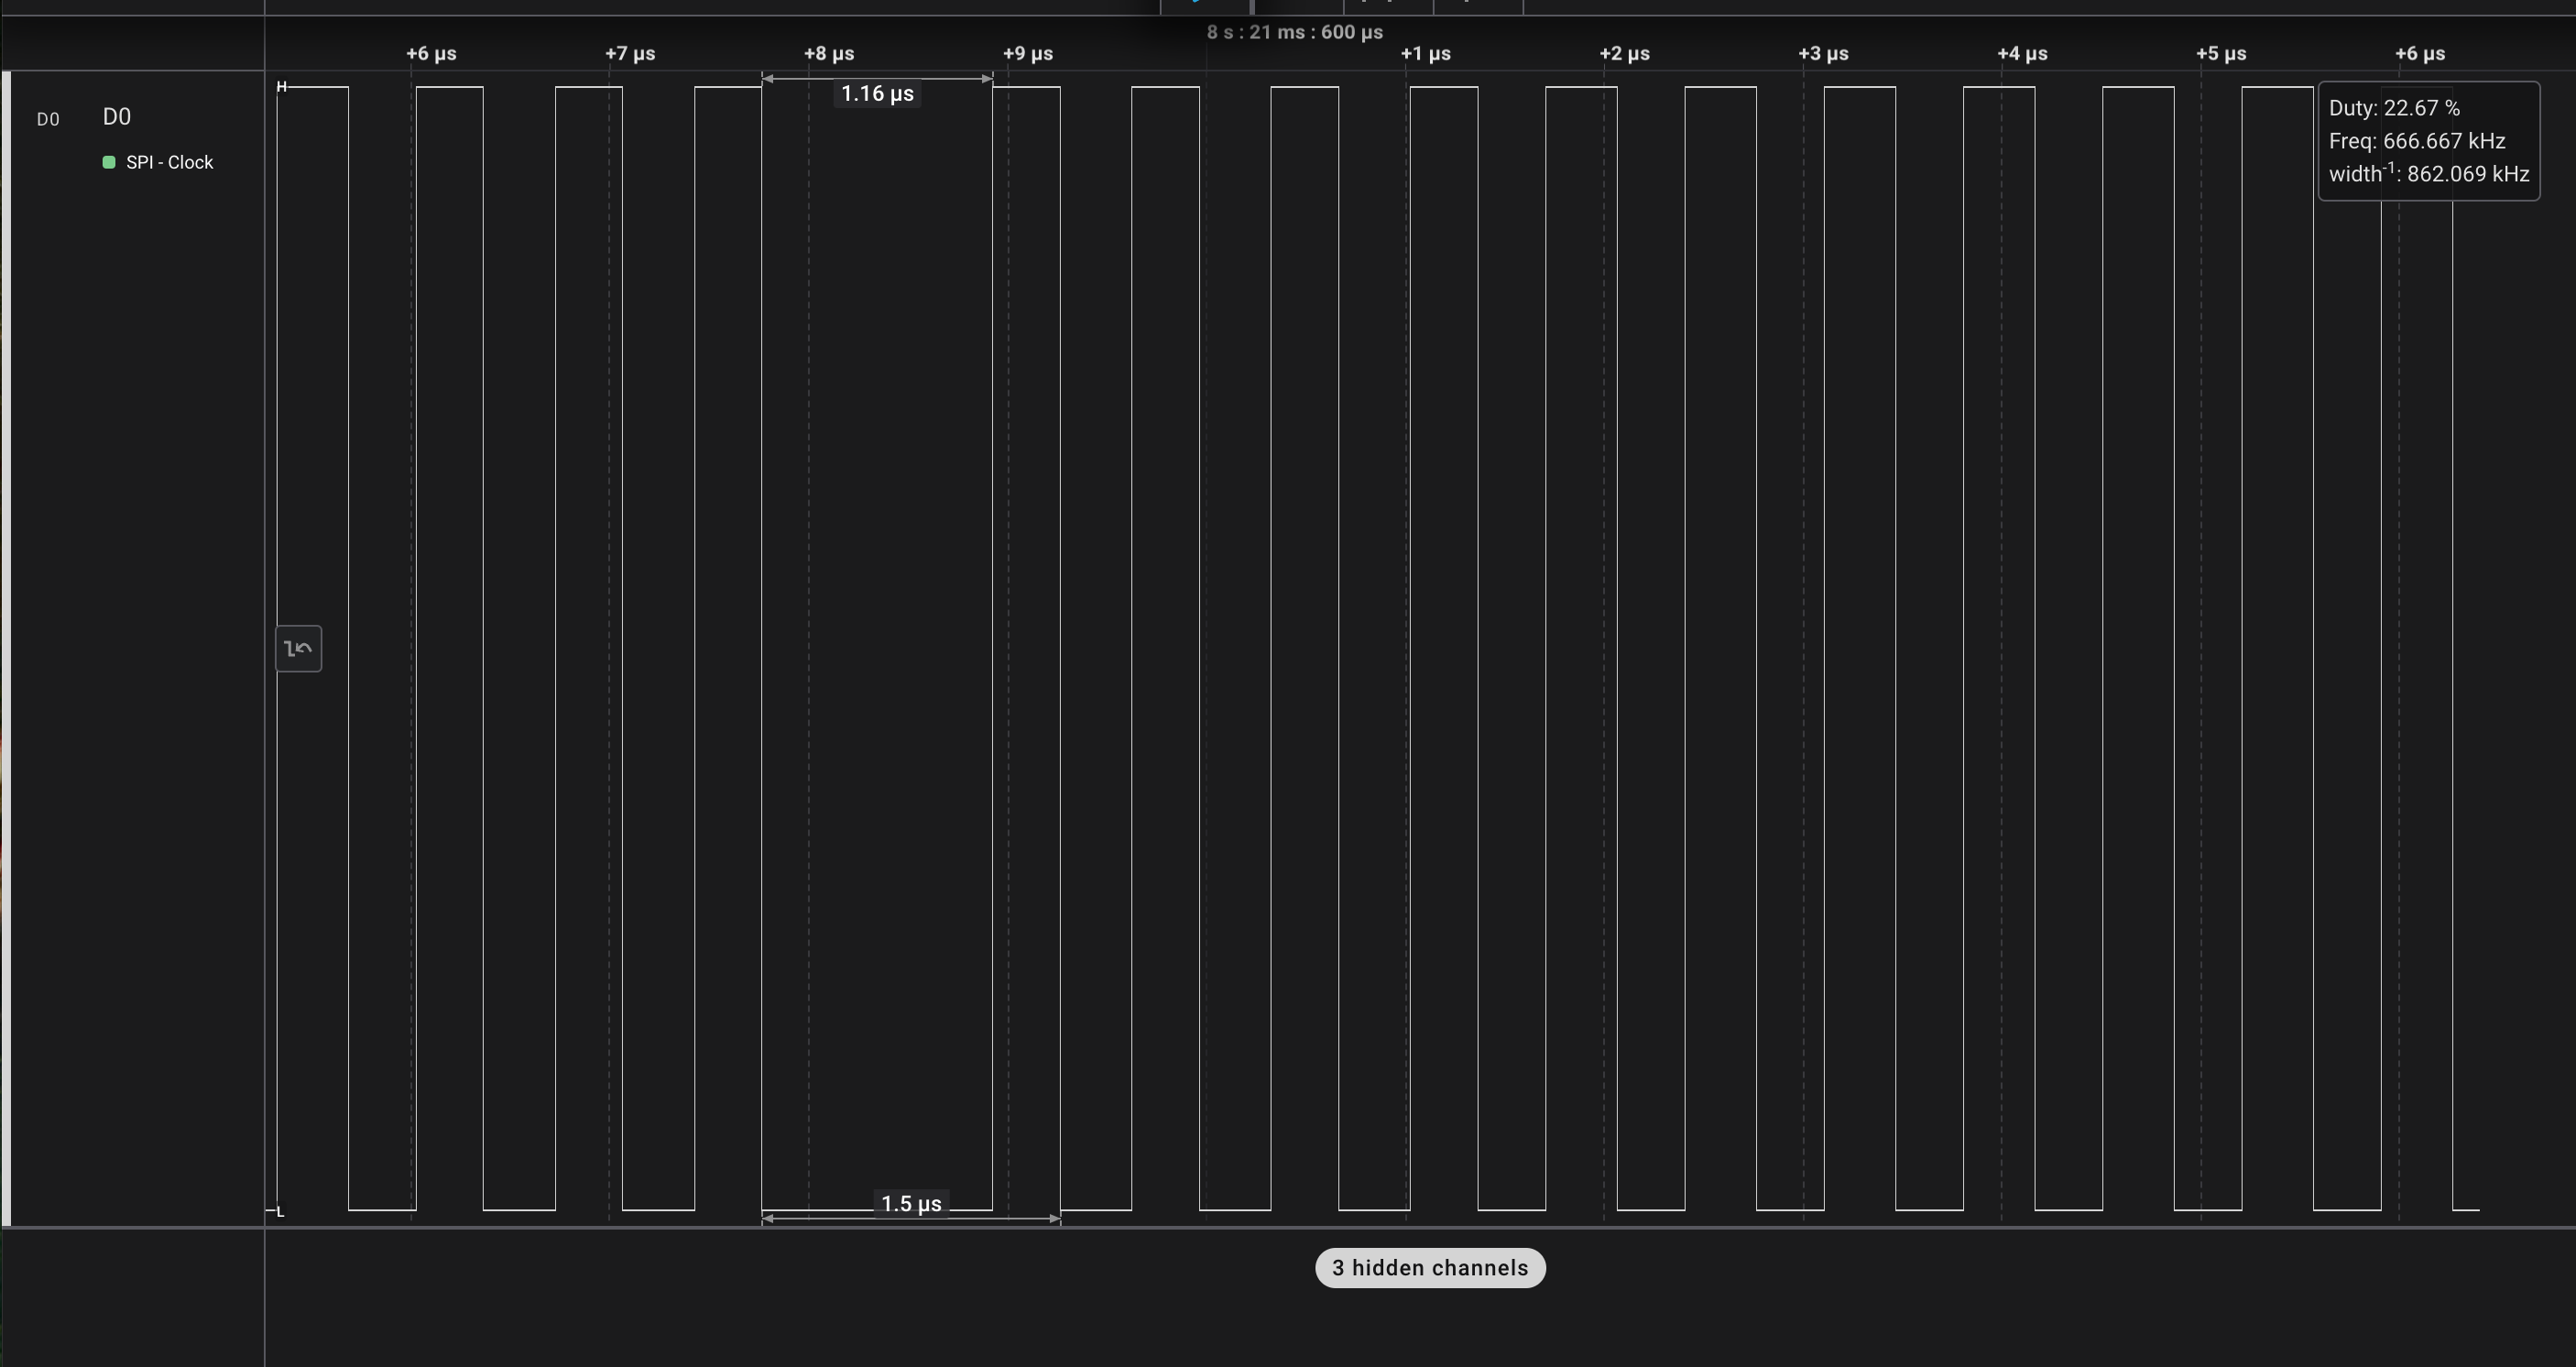 8 s : 21 ms : 600 µs
+6 µs +7 µs +8 µs +9 µs +1 µs +2 µs +3 µs +4 µs +5 µs +6 µs
H
1.16 µs
D0 D0
SPI - Clock
Duty: 22.67 %
Freq: 666.667 kHz
width-1: 862.069 kHz
1.5 µs
L
3 hidden channels